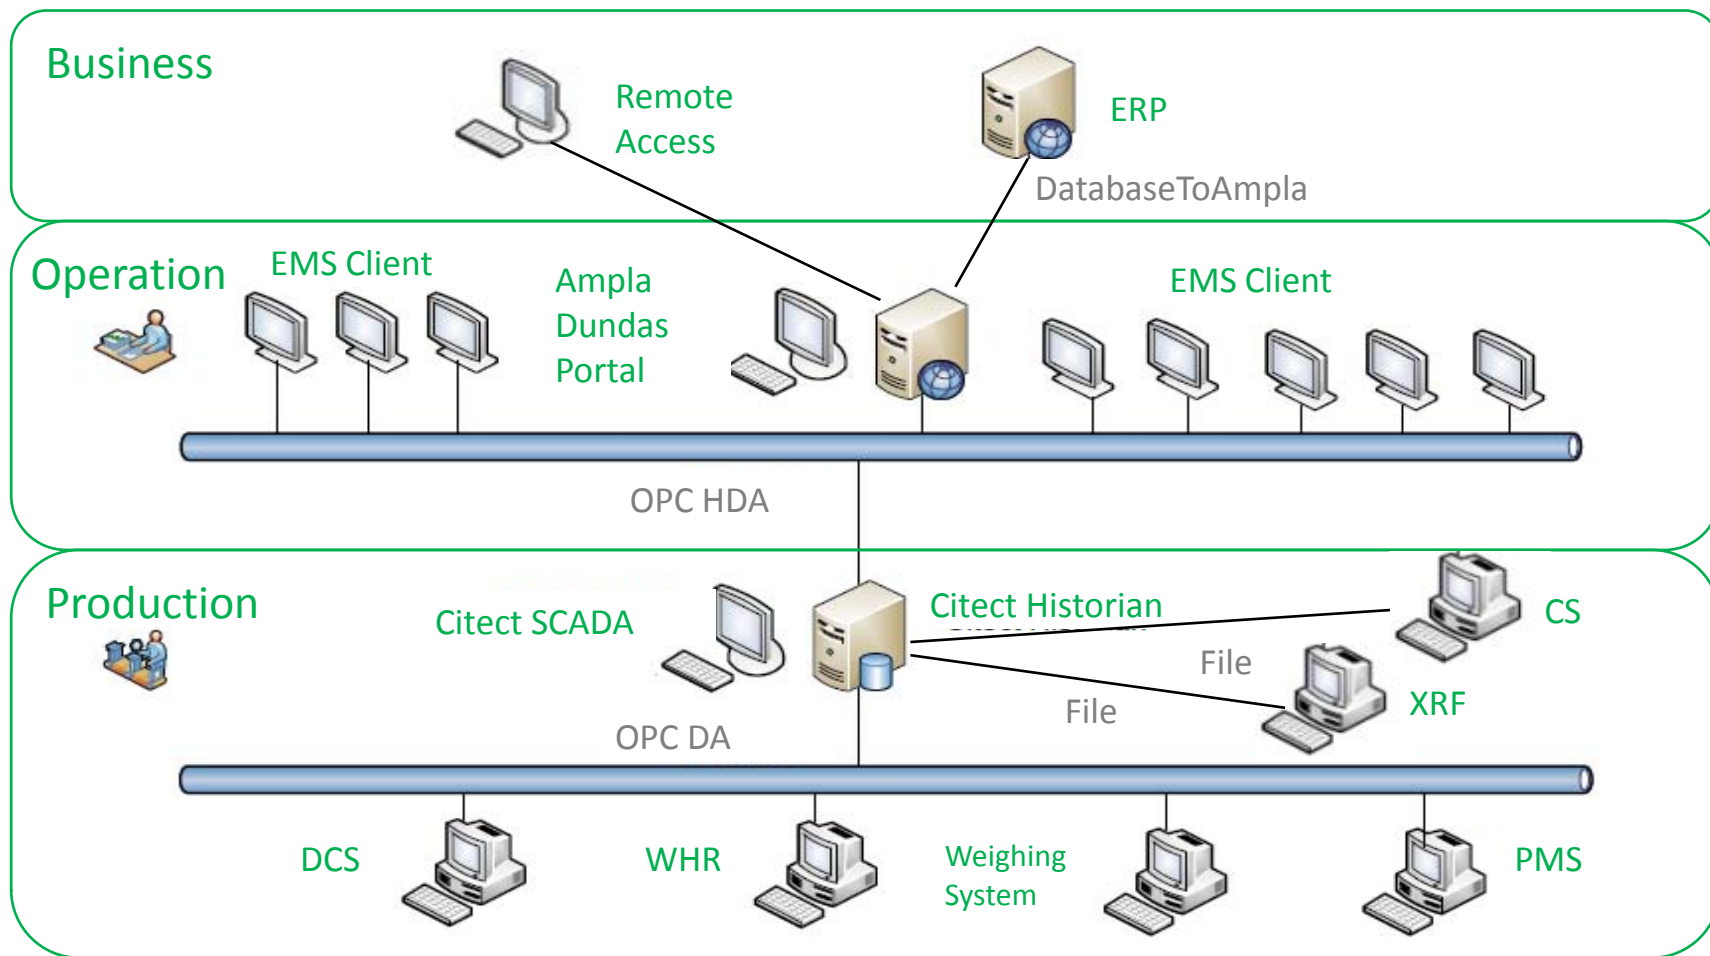 Business
Remote
Access
ERP
DatabaseToAmpla
Operation
EMS Client
Ampla
Dundas
Portal
EMS Client
OPC HDA
Production
Citect SCADA
Citect Historian
CS
File
XRF
File
OPC DA
DCS
WHR
Weighing
System
PMS